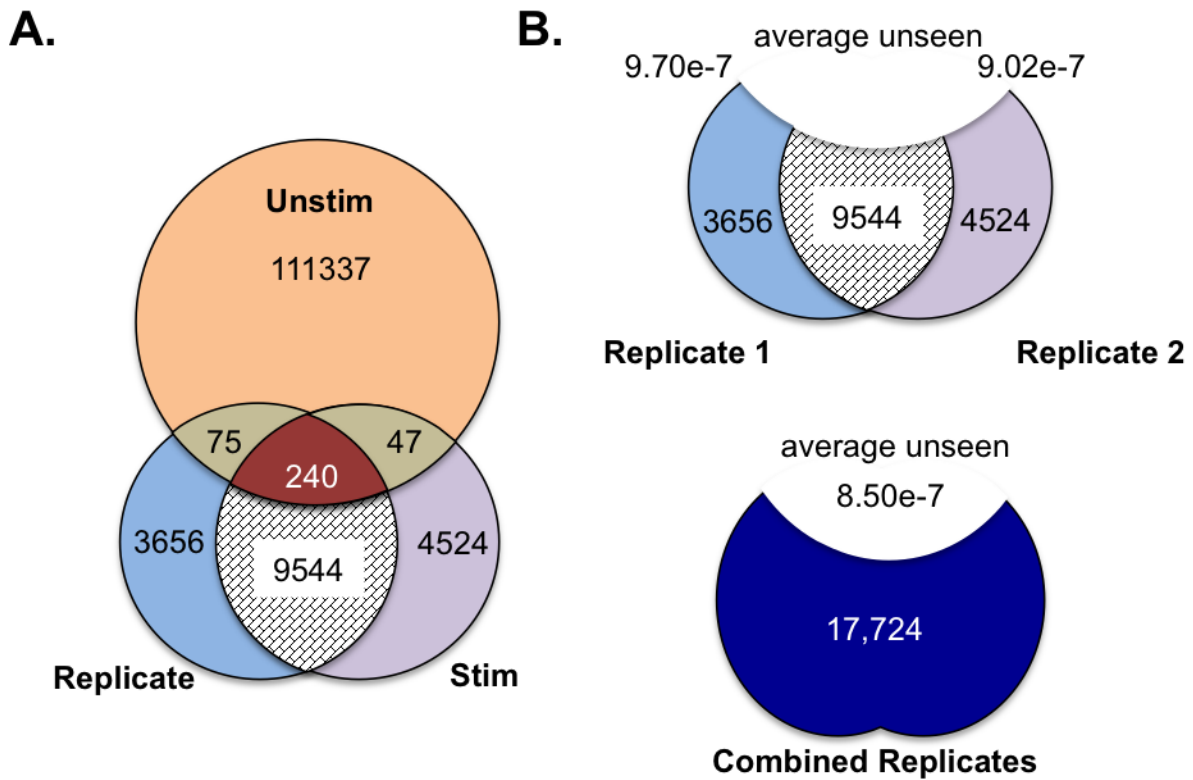 A.
Unstim
111337
75
47
240
3656
9544
4524
Replicate
Stim
B.
average unseen
9.70e-7
9.02e-7
3656
9544
4524
Replicate 1
Replicate 2
average unseen
8.50e-7
17,724
Combined Replicates